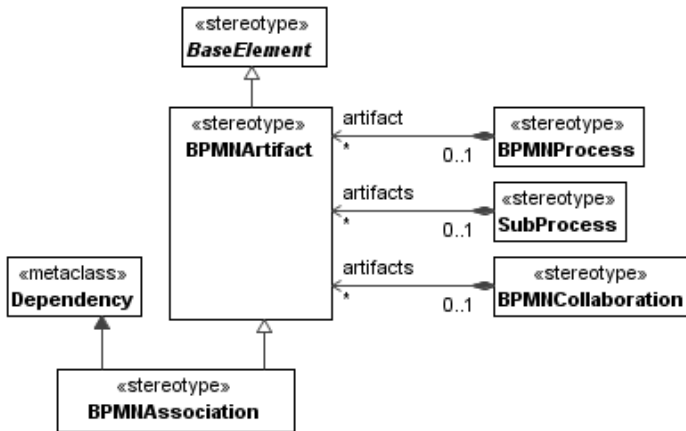 «stereotype»
BaseElement
«stereotype»
BPMNArtifact
artifact
*
0..1
«stereotype»
BPMNProcess
artifacts
*
0..1
«stereotype»
SubProcess
artifacts
*
0..1
«stereotype»
BPMNCollaboration
«metaclass»
Dependency
«stereotype»
BPMNAssociation